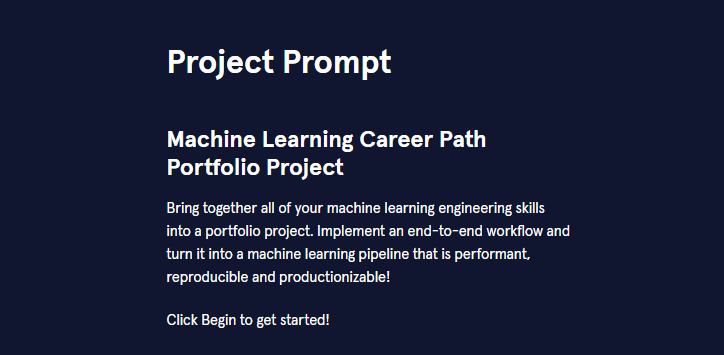 Project Prompt
Machine Learning Career Path
Portfolio Project
Bring together all of your machine learning engineering skills
into a portfolio project. Implement an end-to-end workflow and
turn it into a machine learning pipeline that is performant,
reproducible and productionizable!
Click Begin to get started!